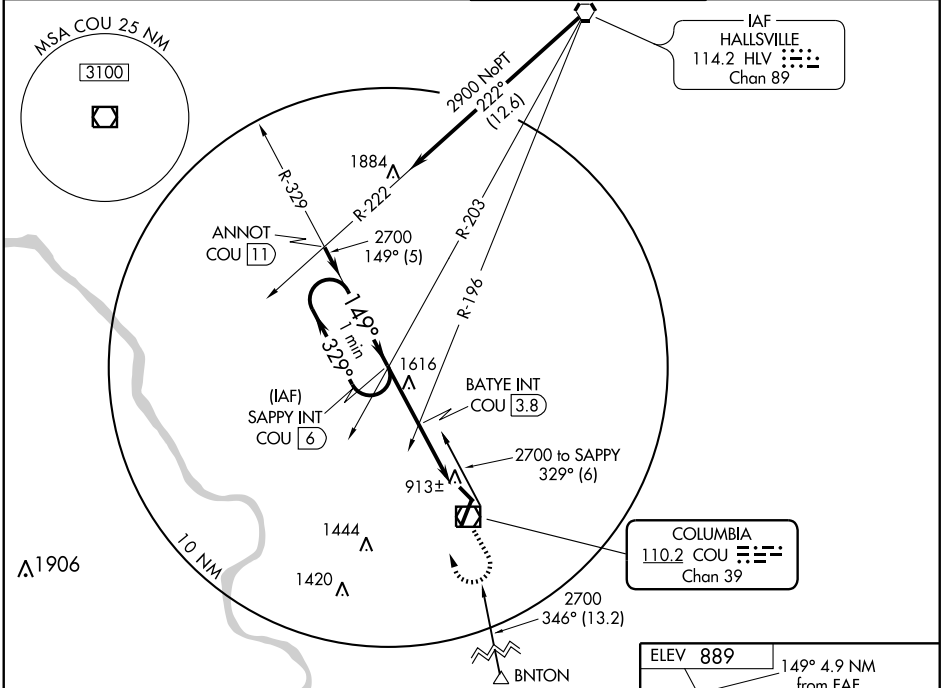 MSA COU 25 NM
3100
IAF
HALLSVILLE
114.2 HLV
Chan 89
2900 NoPT
222°
(12.6)
1884
R-329
R-222
R-203
R-196
ANNOT
COU 11
2700
149° (5)
149°
1 min
329°
1616
(IAF)
SAPPY INT
COU 6
BATYE INT
COU 3.8
2700 to SAPPY
329° (6)
913±
1444
COLUMBIA
110.2 COU
Chan 39
10 NM
1906
1420
2700
346° (13.2)
BNTON
ELEV 889
149° 4.9 NM
from FAF